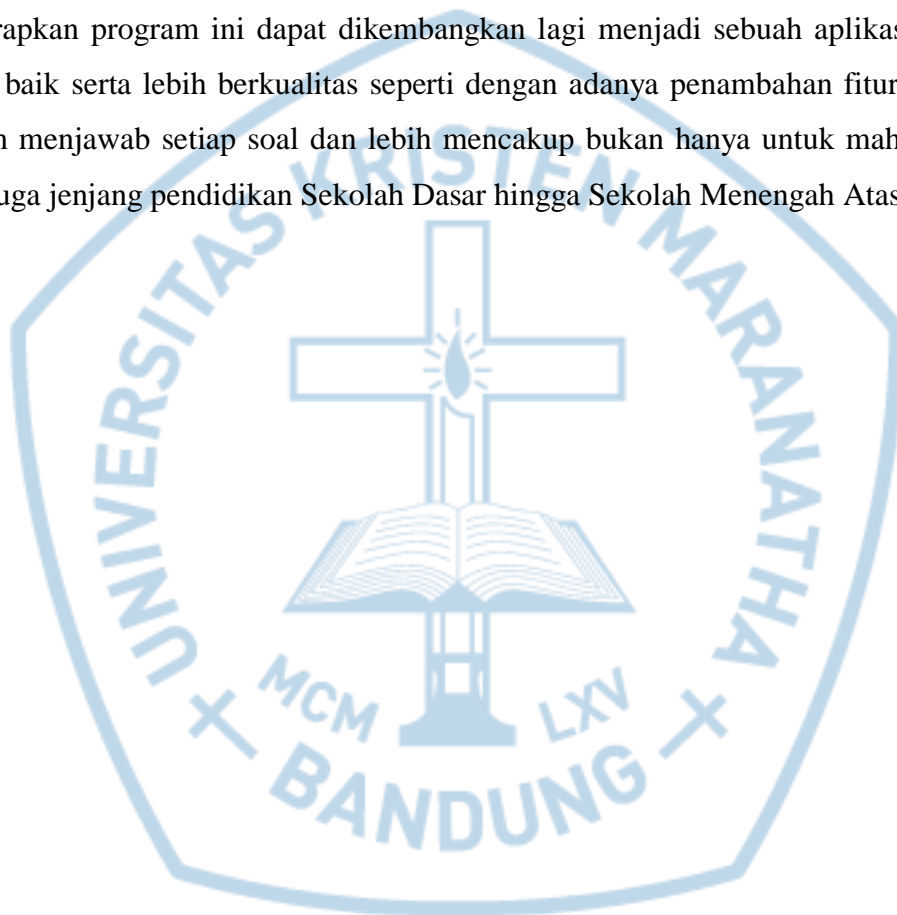 rapkan program ini dapat dikembangkan lagi menjadi sebuah aplikas
baik serta lebih berkualitas seperti dengan adanya penambahan fitur
menjawab setiap soal dan lebih mencakup bukan hanya untuk mah
uga jenjang pendidikan Sekolah Dasar hingga Sekolah Menengah Atas
UNIVERSITAS KRISTEN MARANATHA
MCM LXV
BANDUNG